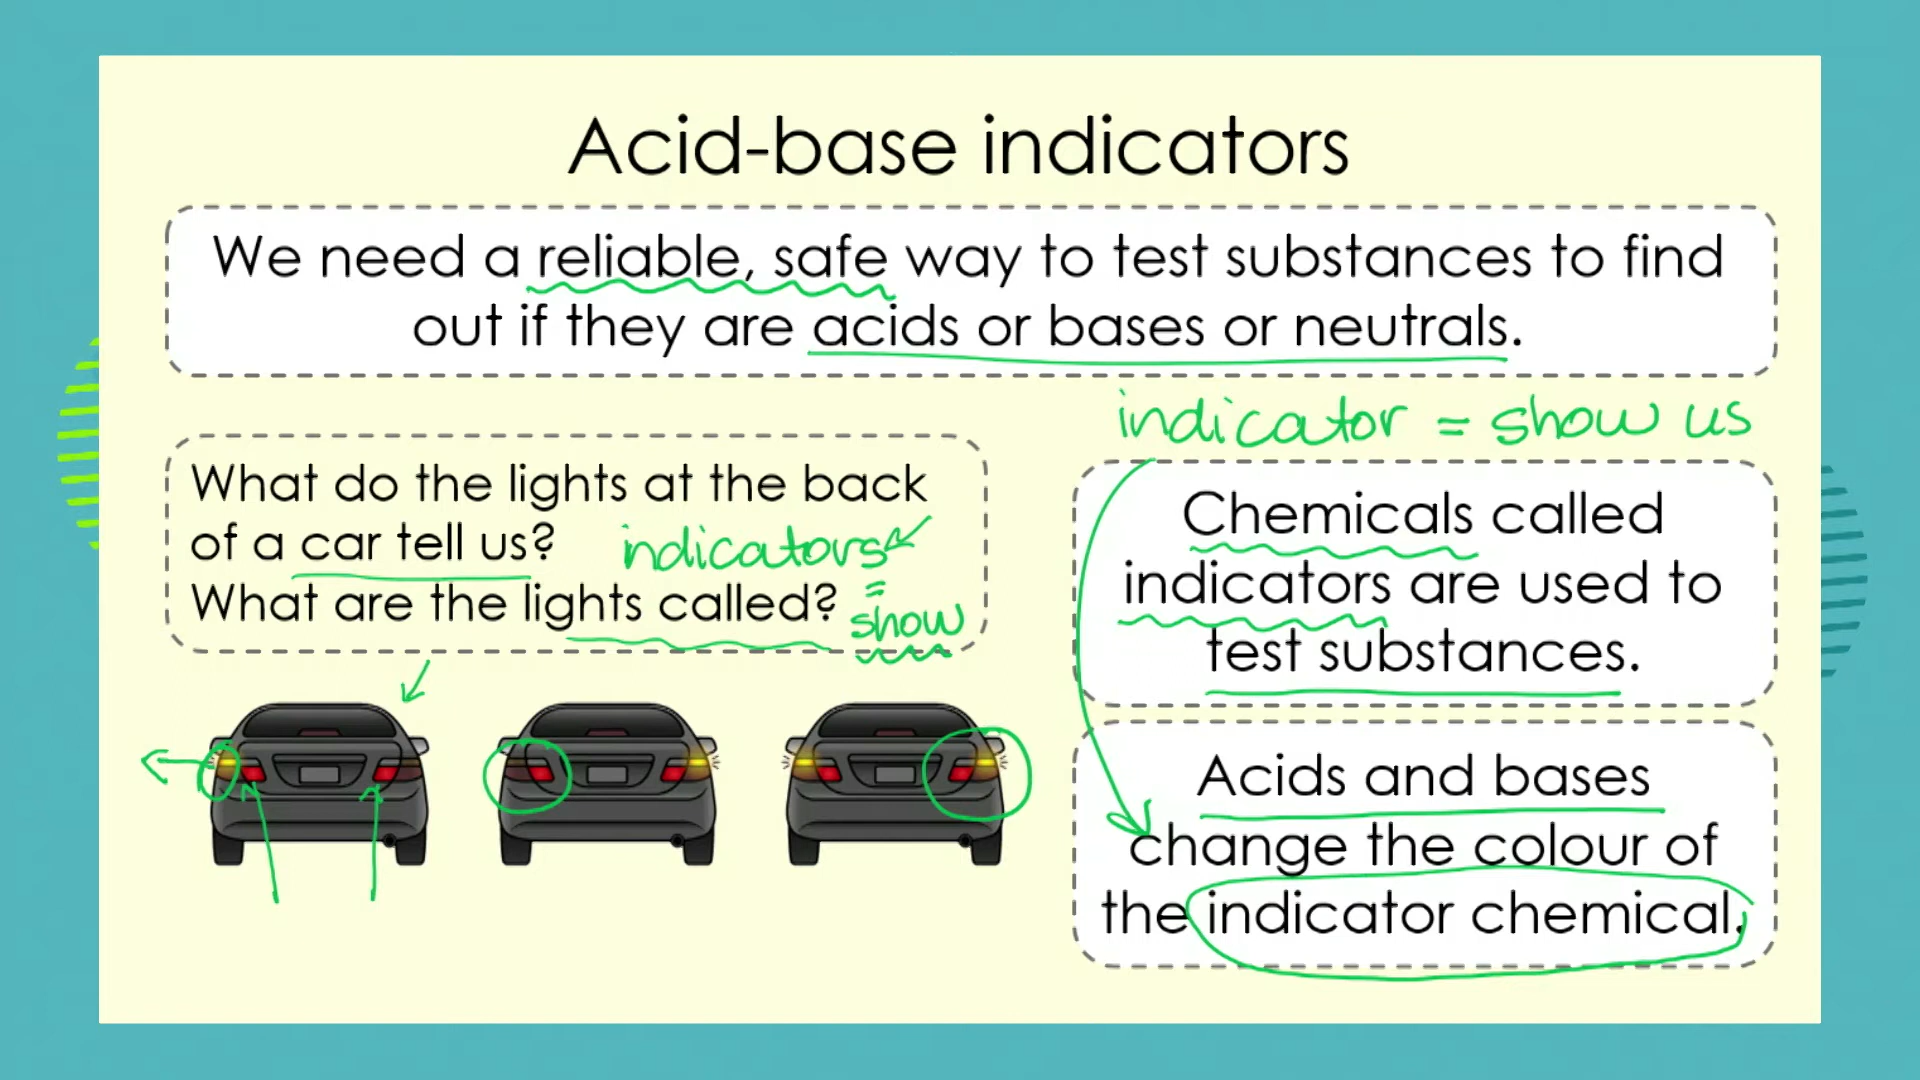 Acid-base indicators
We need a reliable, safe way to test substances to find
out if they are acids or bases or neutrals.
What do the lights at the back
of a car tell us?
indicators
What are the lights called?
=
show
indicator = show us
Chemicals called
indicators are used to
test substances.
Acids and bases
change the colour of
the indicator chemical.